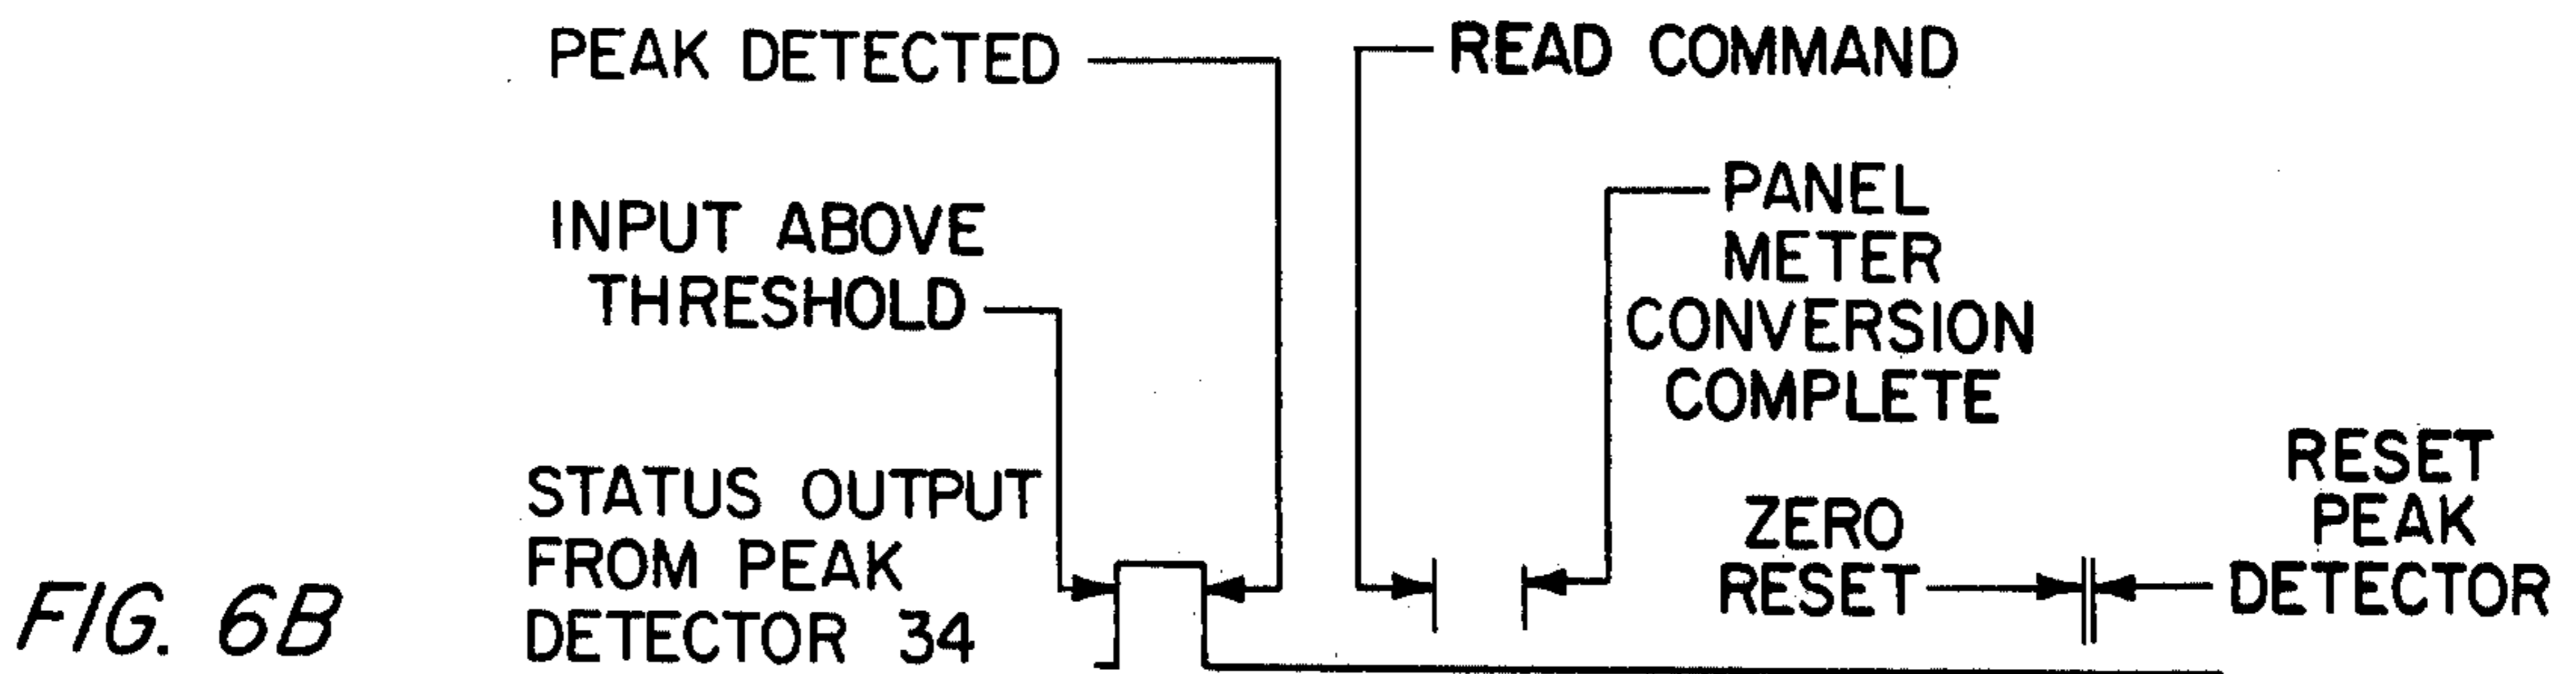 PEAK DETECTED
READ COMMAND
INPUT ABOVE
THRESHOLD
PANEL
METER
CONVERSION
COMPLETE
STATUS OUTPUT
FROM PEAK
DETECTOR 34
ZERO
RESET
RESET
PEAK
DETECTOR
FIG. 6B